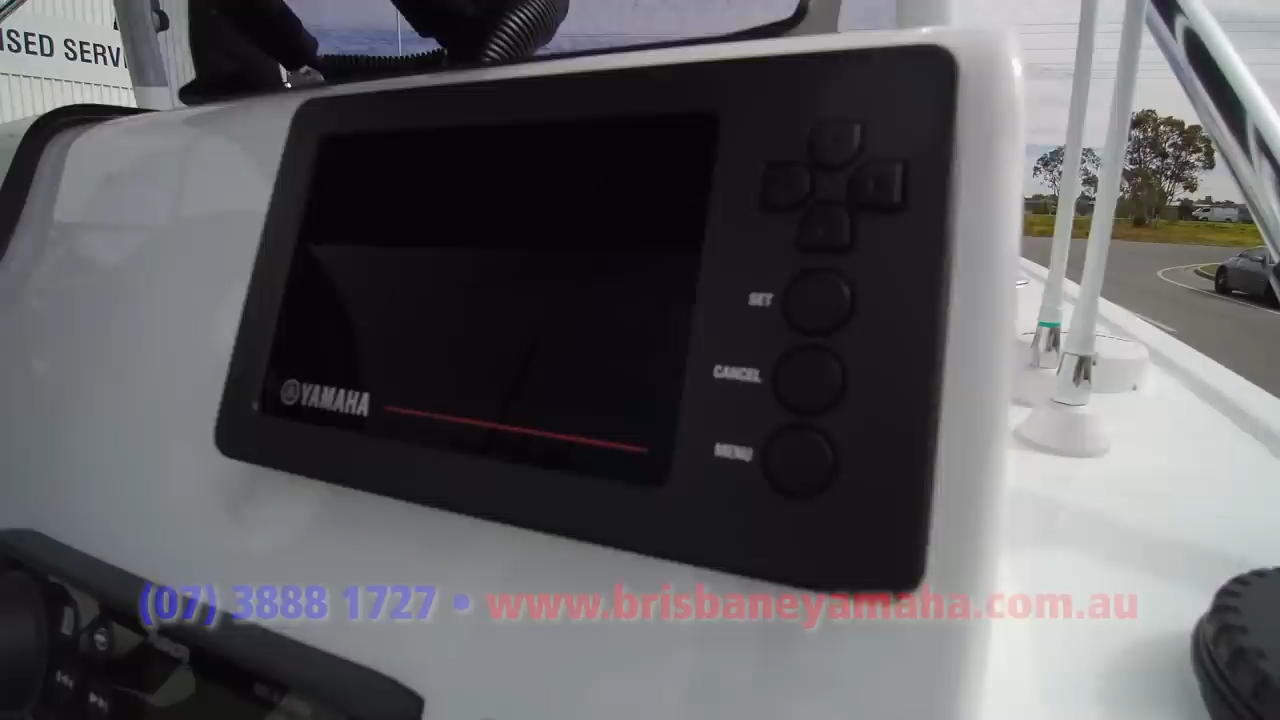 ISED SERV
SET
CANCEL
YAMAHA
MENU
(07) 3888 1727 • www.brisbaneyamaha.com.au